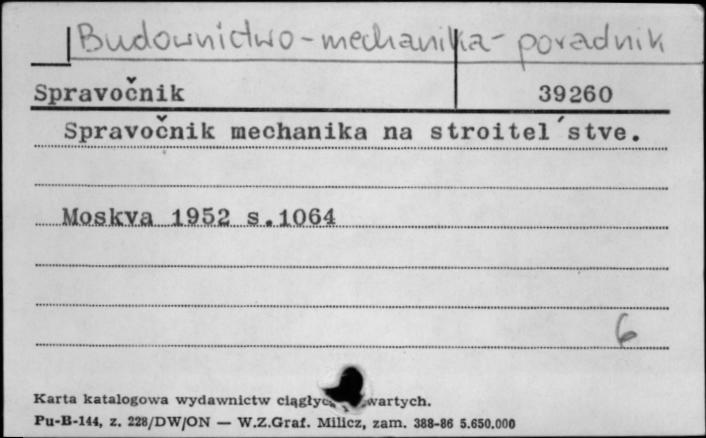 Budownictwo - mechanika - poradnik
Spravočnik 39260
Spravočnik mechanika na stroitel´stve.
Moskva 1952 s.1064
6
Karta katalogowa wydawnictw wartych.
Pu-B-144, z. 228/DW/ON — W.Z.Graf. Milicz, zam. 388-86 5.650.000